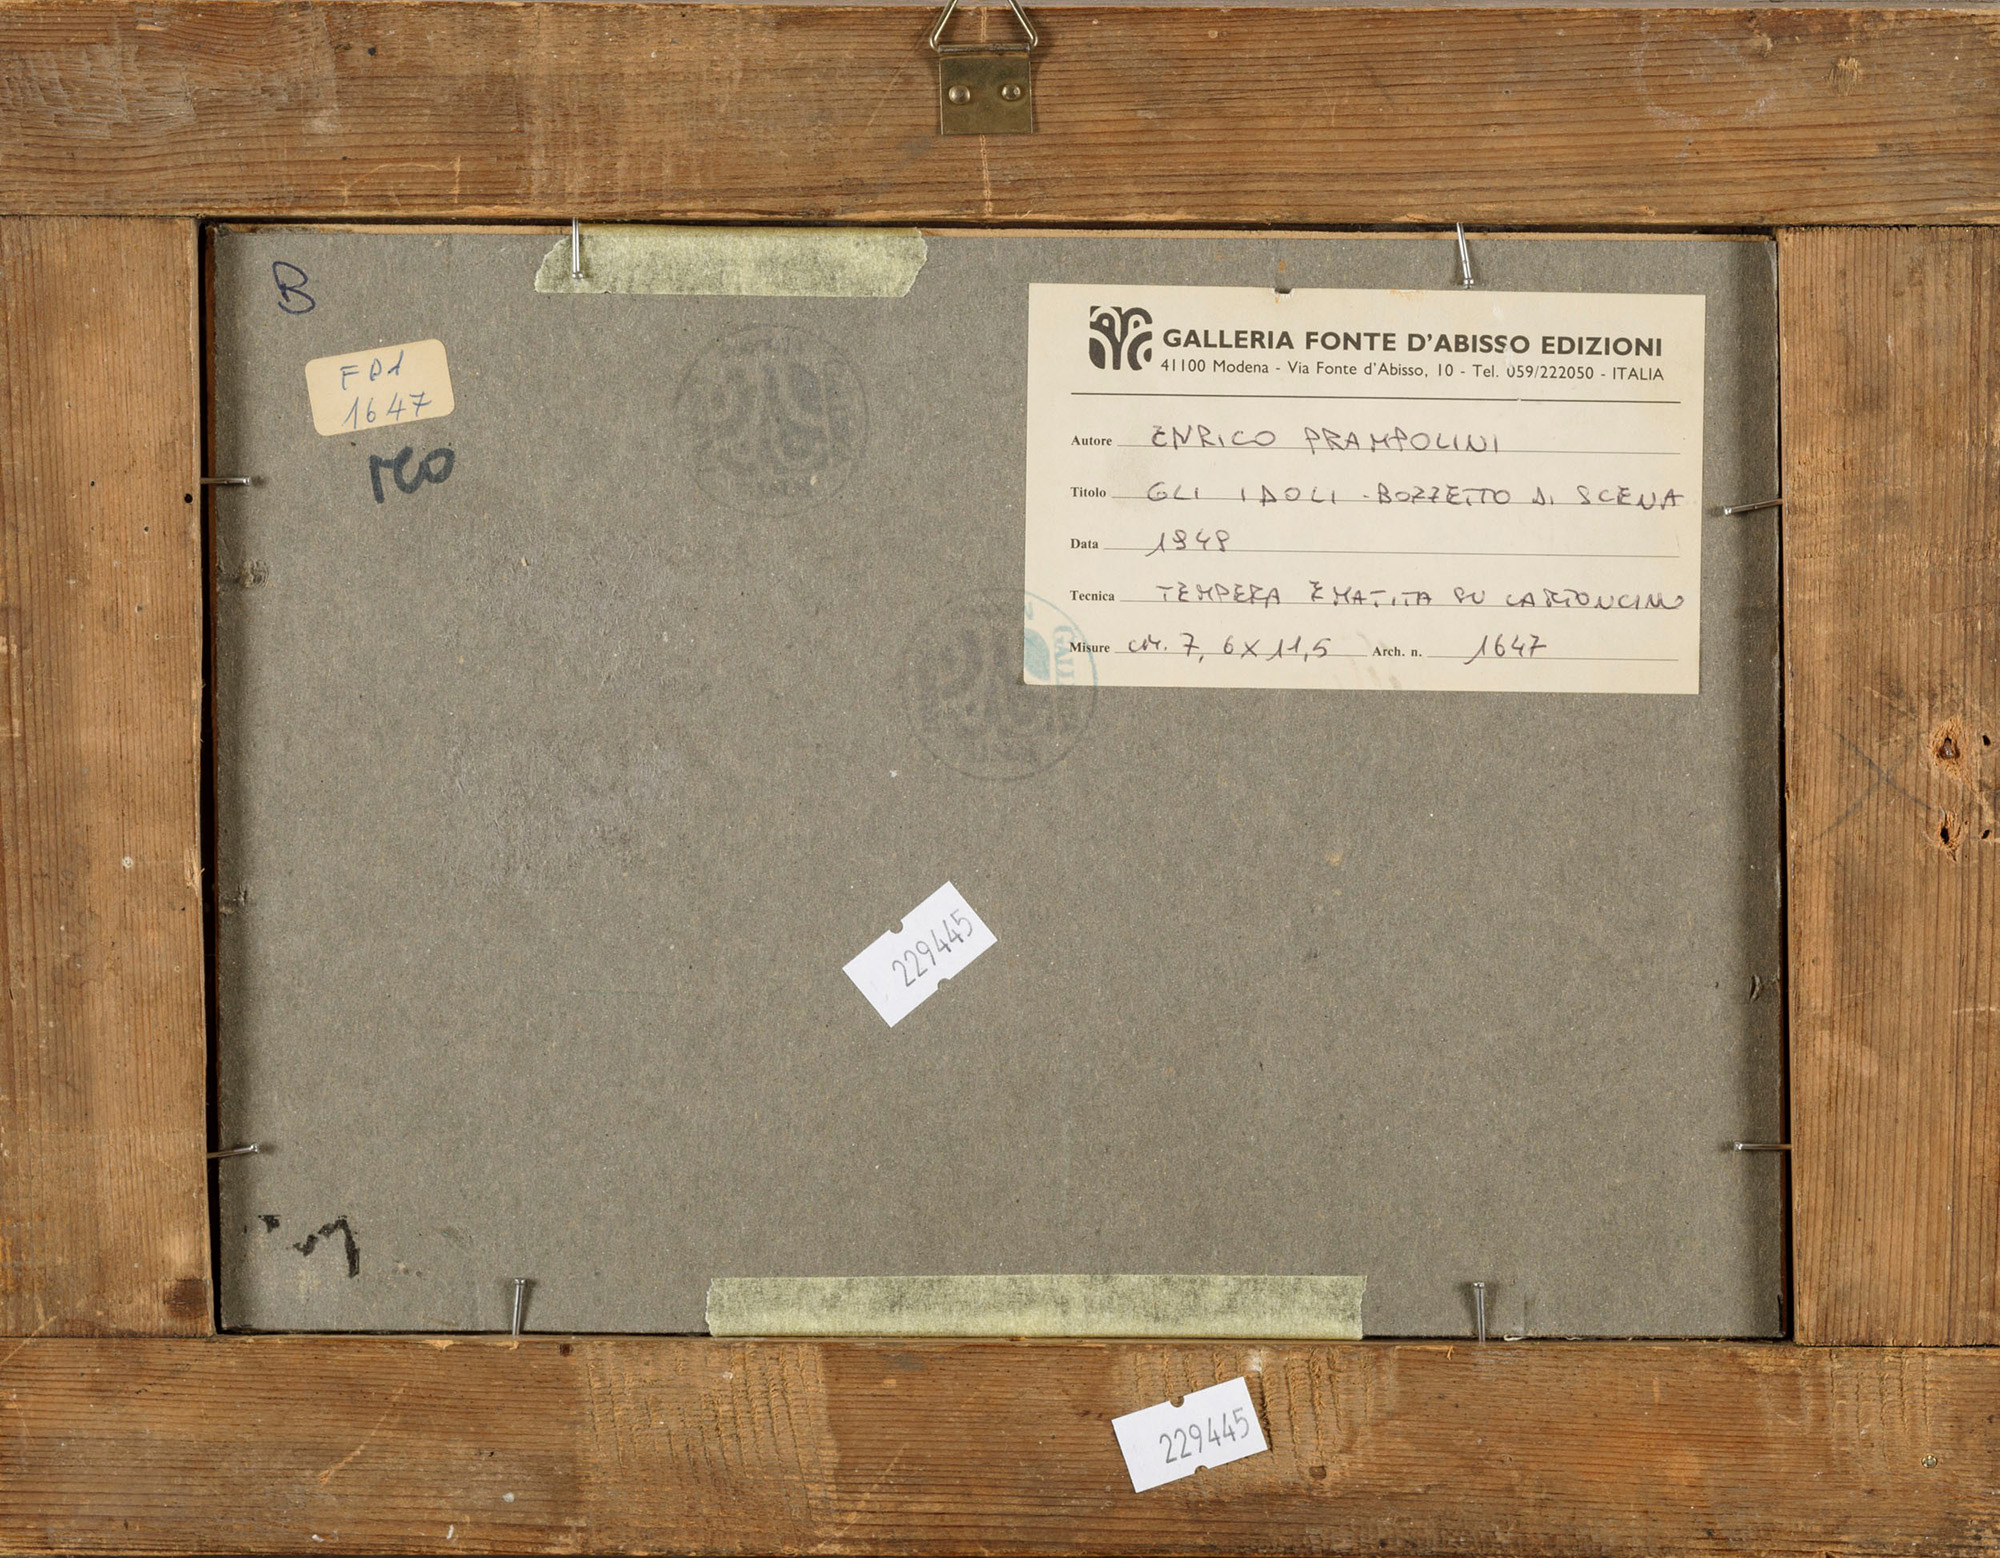 B
FDA
1647
rco
GALLERIA FONTE D'ABISSO EDIZIONI
41100 Modena - Via Fonte d'Abisso, 10 - Tel. 059/222050 - ITALIA
Autore ENRICO PRAMPOLINI
Titolo GLI IDOLI - BOZZETTO DI SCENA
Data 1949
Tecnica TEMPERA E MATITA SU CARTONCINO
Misure cm. 7,6 x 11,5 Arch. n. 1647
229445
229445